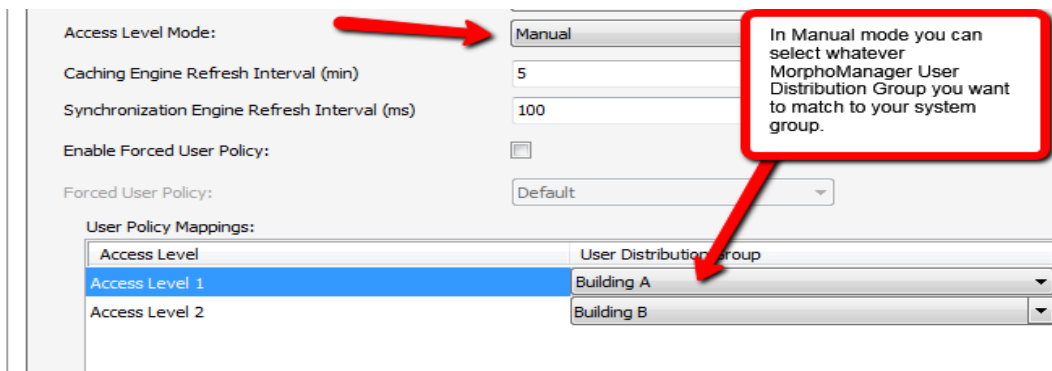 Access Level Mode:
Manual
Caching Engine Refresh Interval (min)
5
Synchronization Engine Refresh Interval (ms)
100
Enable Forced User Policy:
Forced User Policy:
Default
In Manual mode you can
select whatever
MorphoManager User
Distribution Group you want
to match to your system
group.
User Policy Mappings:
Access Level
User Distribution Group
Access Level 1
Building A
Access Level 2
Building B